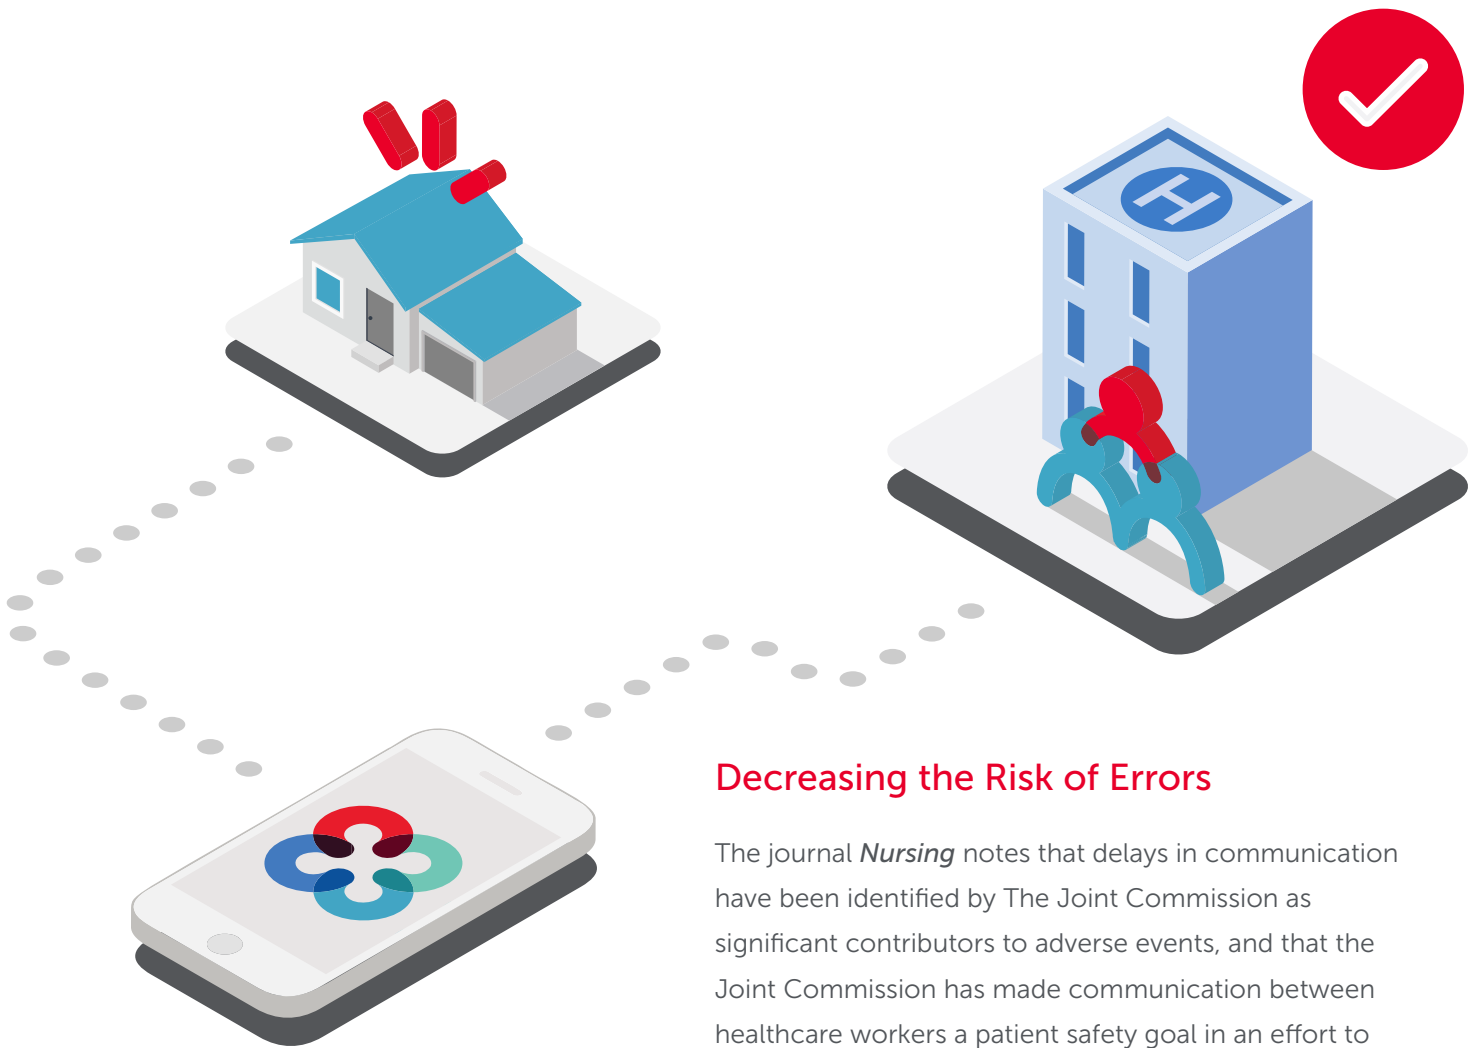 H
Decreasing the Risk of Errors
The journal Nursing notes that delays in communication
have been identified by The Joint Commission as
significant contributors to adverse events, and that the
Joint Commission has made communication between
healthcare workers a patient safety goal in an effort to